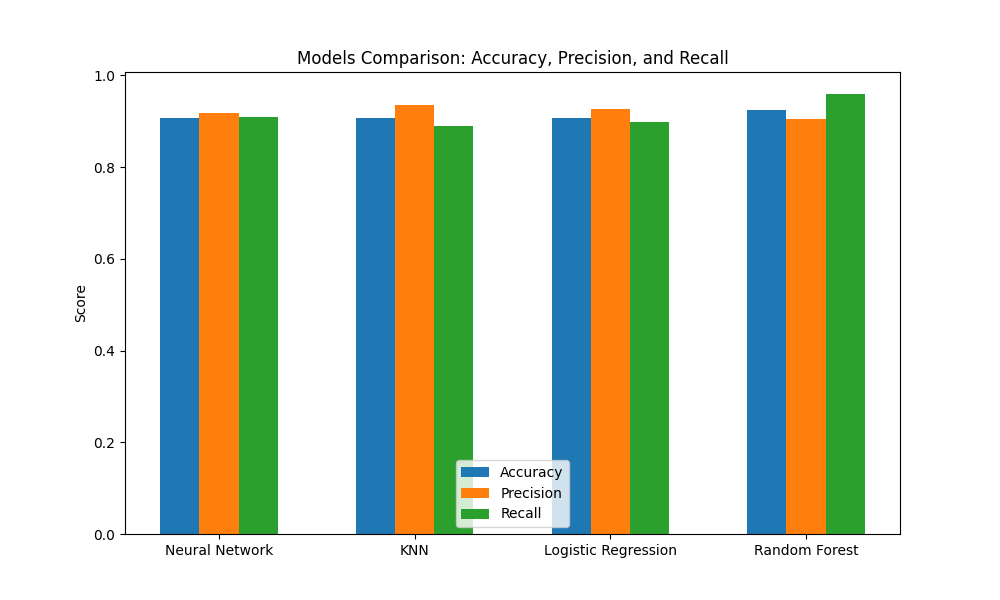 Models Comparison: Accuracy, Precision, and Recall
1.0
0.8
0.6
0.4
0.2
0.0
Score
Accuracy
Precision
Recall
Neural Network
KNN
Logistic Regression
Random Forest